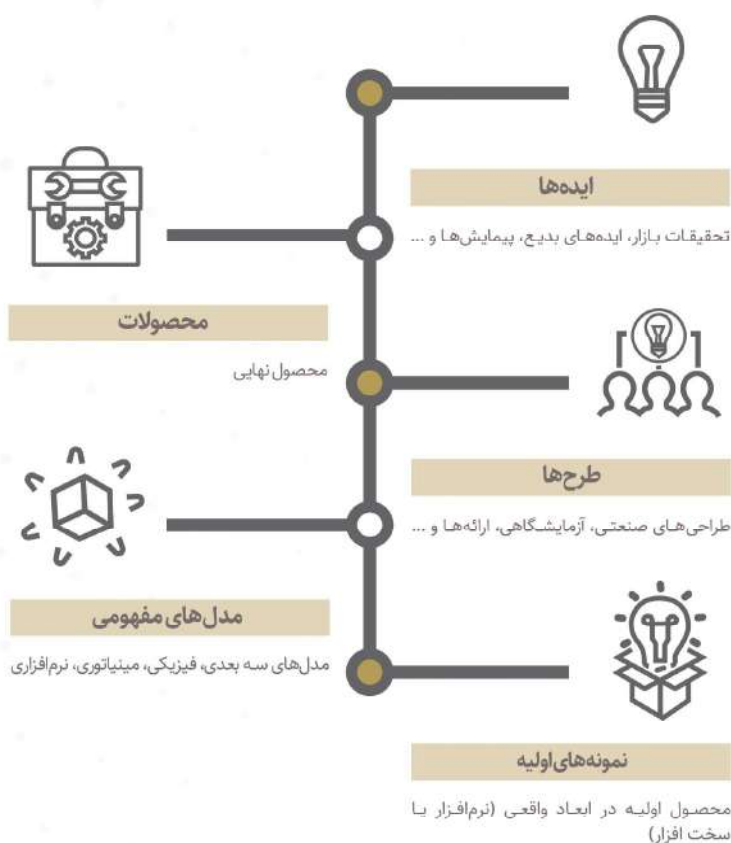 ایده‌ها
تحقیقات بازار، ایده‌های بدیع، پیمایش‌ها و ...
محصولات
محصول نهایی
طرح‌ها
طراحی‌های صنعتی، آزمایشگاهی، ارائه‌ها و ...
مدل‌های مفهومی
مدل‌های سه بعدی، فیزیکی، مینیاتوری، نرم‌افزاری
نمونه‌های اولیه
محصول اولیه در ابعاد واقعی (نرم‌افزار یا
سخت افزار)